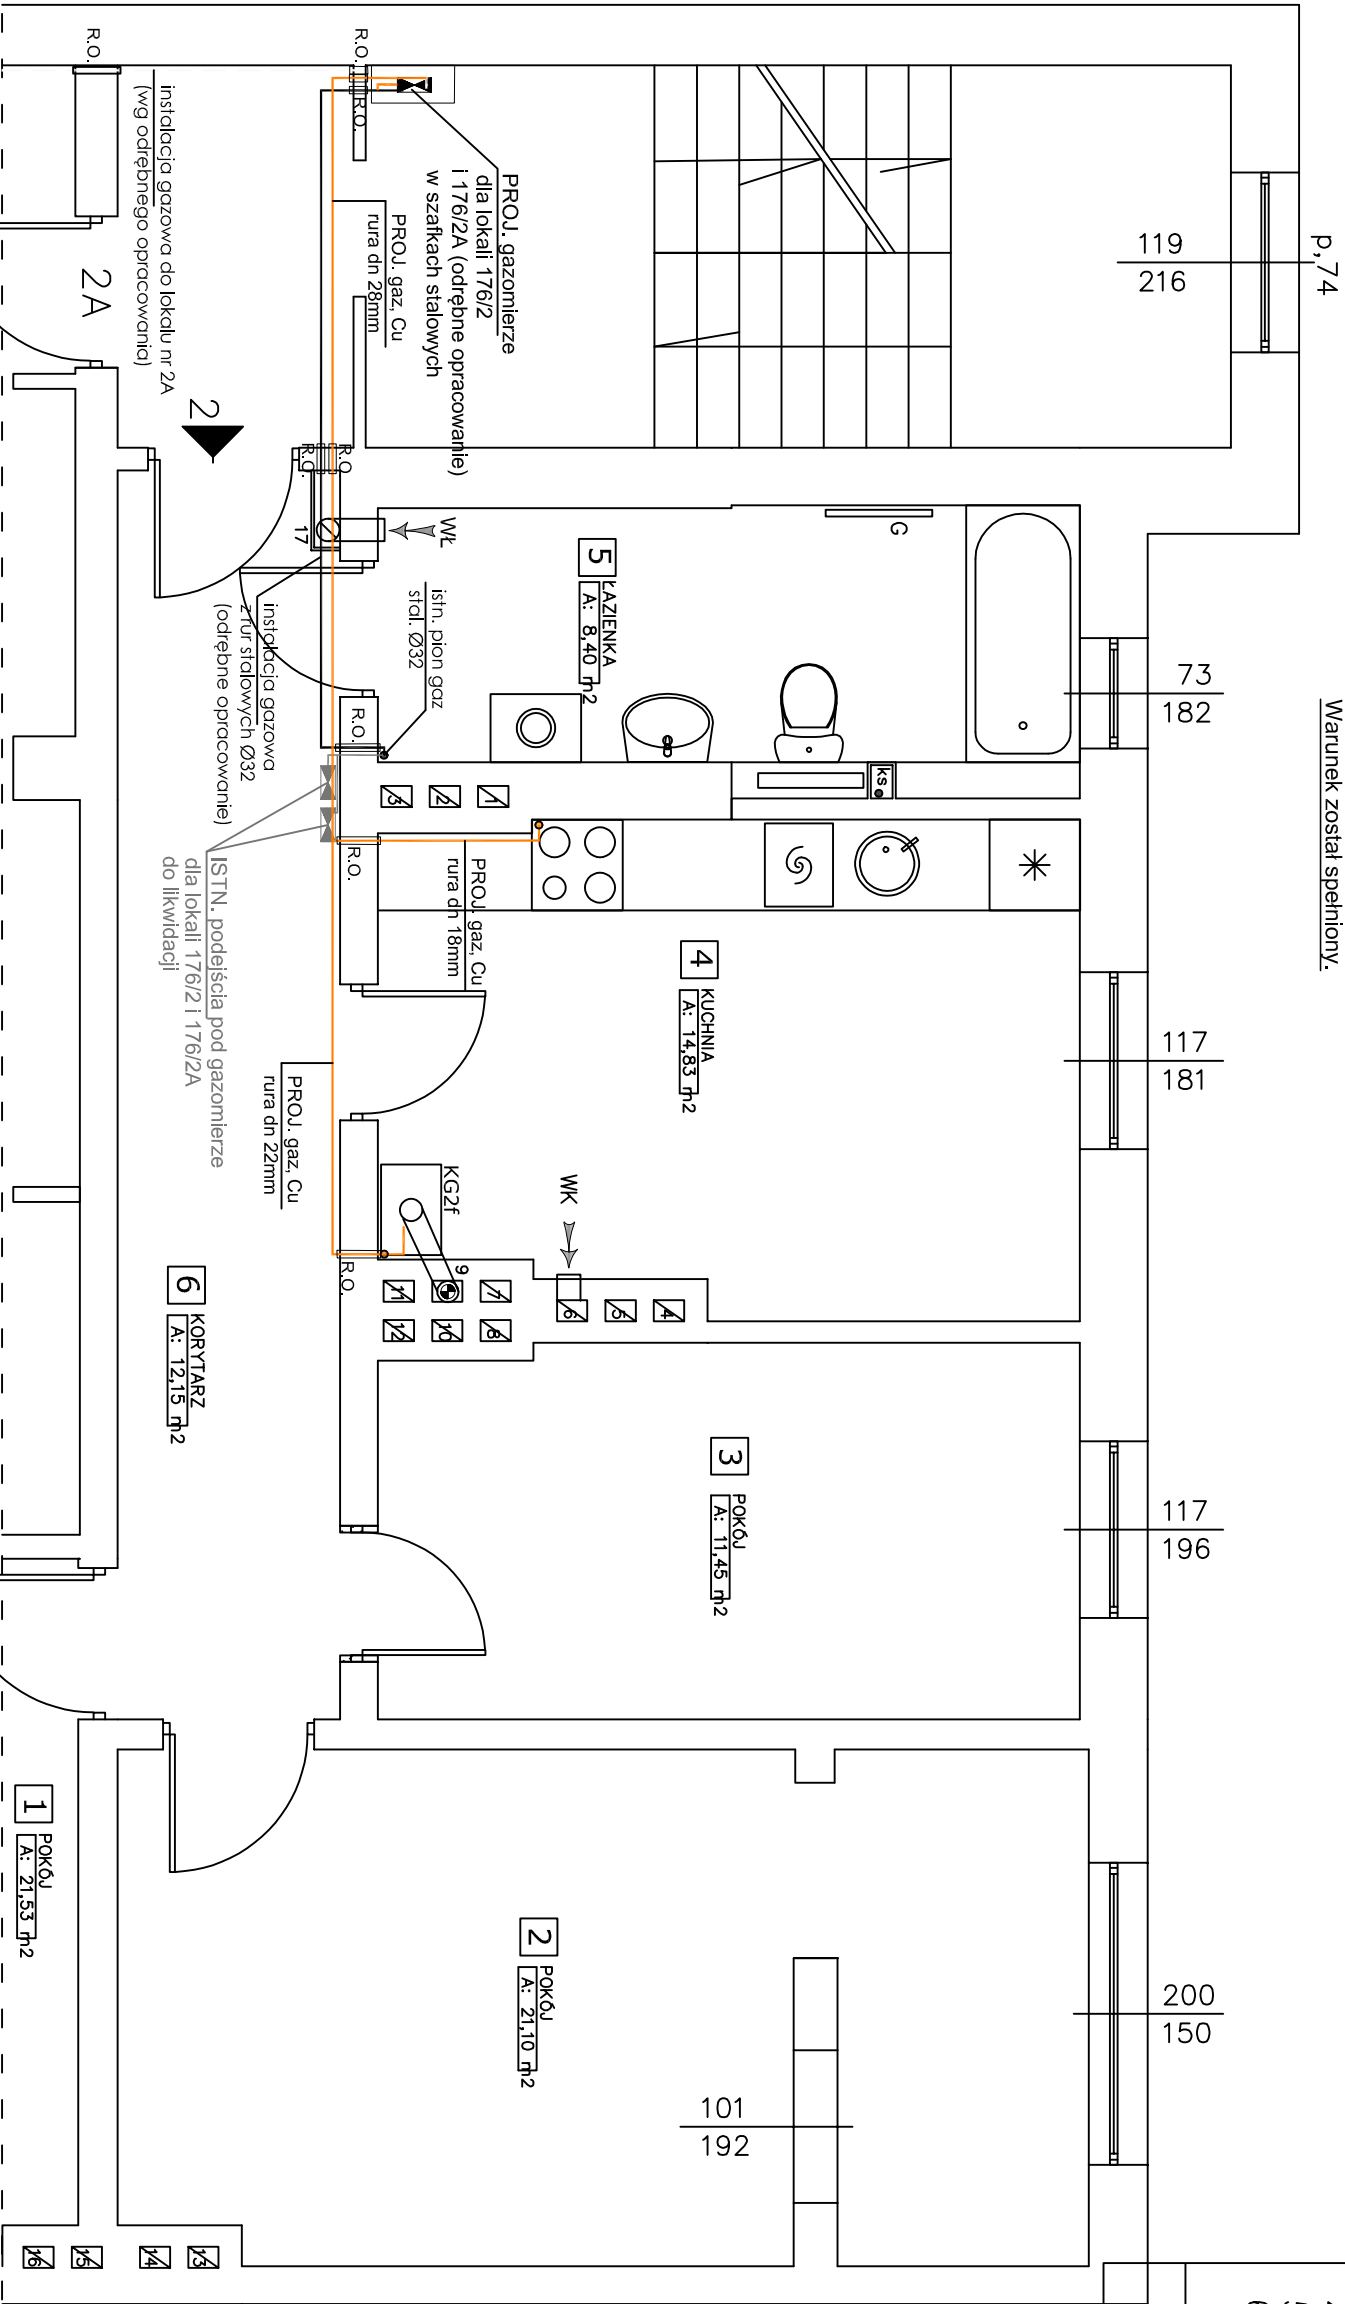 Warunek został spełniony.
p,74
119
216
73
182
117
181
117
196
200
150
101
192
R.O.
R.O.
R.O.
instalacja gazowa do lokalu nr 2A
(wg odrębnego opracowania)
2A
2
PROJ. gazomierze
dla lokali 176/2
i 176/2A (odrębne opracowanie)
w szafkach stalowych
PROJ. gaz, Cu
rura dn 28mm
R.O.
R.O.
17
WŁ
G
5
ŁAZIENKA
A: 8,40 m2
istn. pion gaz
stal. Ø32
instalacja gazowa
z rur stalowych Ø32
(odrębne opracowanie)
R.O.
3
2
1
ks
R.O.
PROJ. gaz, Cu
rura dn 18mm
ISTN. podejścia pod gazomierze
dla lokali 176/2 i 176/2A
do likwidacji
4
KUCHNIA
A: 14,83 m2
PROJ. gaz, Cu
rura dn 22mm
KG2f
WK
R.O.
9
11
12
10
7
8
6
5
4
6
KORYTARZ
A: 12,15 m2
3
POKÓJ
A: 11,45 m2
1
POKÓJ
A: 21,53 m2
2
POKÓJ
A: 21,10 m2
16
15
14
13